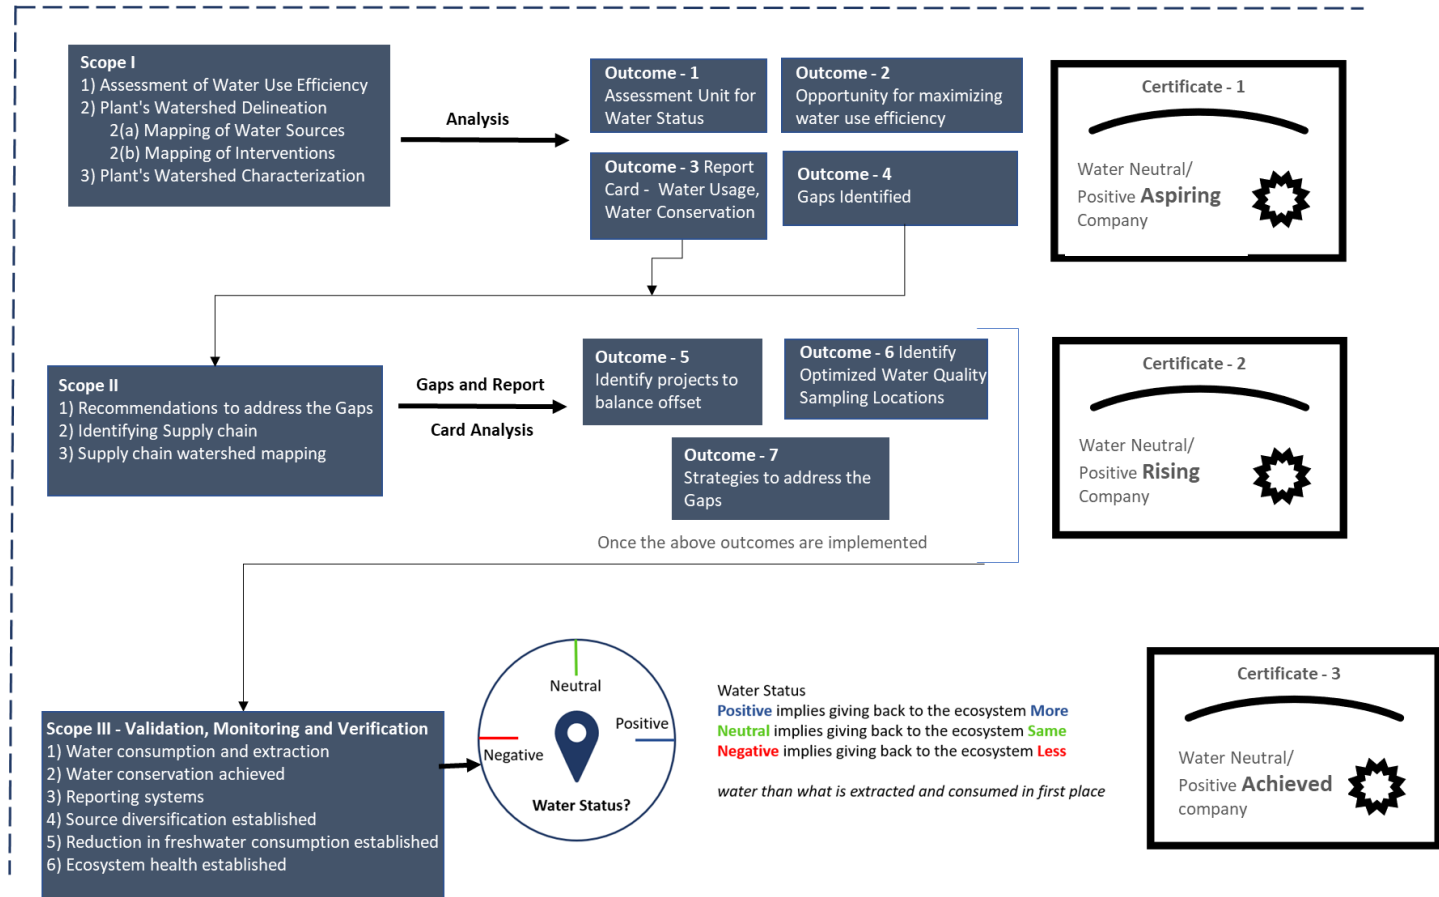 Scope I
1) Assessment of Water Use Efficiency
2) Plant's Watershed Delineation
2(a) Mapping of Water Sources
2(b) Mapping of Interventions
3) Plant's Watershed Characterization
Analysis
Outcome - 1
Assessment Unit for
Water Status
Outcome - 2
Opportunity for maximizing
water use efficiency
Outcome - 3 Report
Card - Water Usage,
Water Conservation
Outcome - 4
Gaps Identified
Certificate - 1
Water Neutral/
Positive Aspiring
Company
Scope II
1) Recommendations to address the Gaps
2) Identifying Supply chain
3) Supply chain watershed mapping
Gaps and Report
Card Analysis
Outcome - 5
Identify projects to
balance offset
Outcome - 6 Identify
Optimized Water Quality
Sampling Locations
Outcome - 7
Strategies to address the
Gaps
Once the above outcomes are implemented
Certificate - 2
Water Neutral/
Positive Rising
Company
Scope III - Validation, Monitoring and Verification
1) Water consumption and extraction
2) Water conservation achieved
3) Reporting systems
4) Source diversification established
5) Reduction in freshwater consumption established
6) Ecosystem health established
Neutral
Positive
Negative
Water Status?
Water Status
Positive implies giving back to the ecosystem More
Neutral implies giving back to the ecosystem Same
Negative implies giving back to the ecosystem Less
water than what is extracted and consumed in first place
Certificate - 3
Water Neutral/
Positive Achieved
company